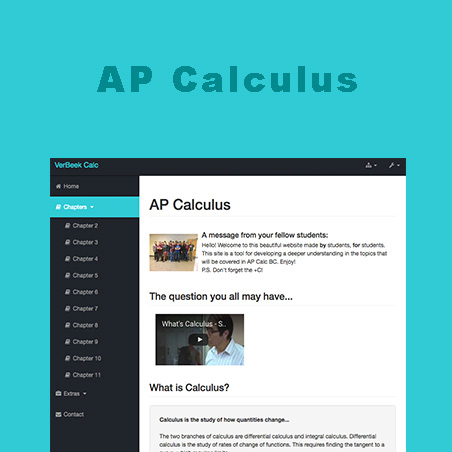 AP Calculus
VerBeek Calc
Home
Chapters
Chapter 2
Chapter 3
Chapter 4
Chapter 5
Chapter 6
Chapter 7
Chapter 8
Chapter 9
Chapter 10
Chapter 11
Extras
Contact
AP Calculus
A message from your fellow students:
Hello! Welcome to this beautiful website made by students, for students.
This site is a tool for developing a deeper understanding in the topics that
will be covered in AP Calc BC. Enjoy!
P.S. Don't forget the +C!
The question you all may have...
What's Calculus - S...
What is Calculus?
Calculus is the study of how quantities change...
The two branches of calculus are differential calculus and integral calculus. Differential
calculus is the study of rates of change of functions. This requires finding the tangent to a